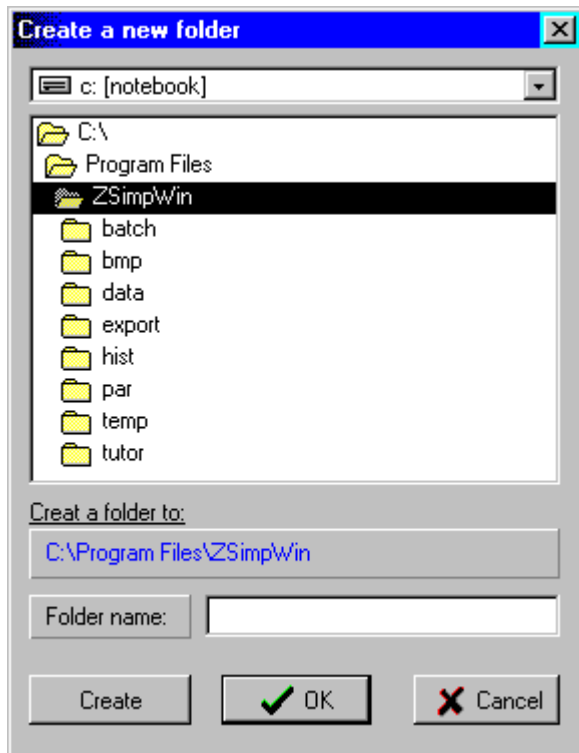 Create a new folder
c: [notebook]
C:\
Program Files
ZSimpWin
batch
bmp
data
export
hist
par
temp
tutor
Creat a folder to:
C:\Program Files\ZSimpWin
Folder name:
Create
OK
Cancel